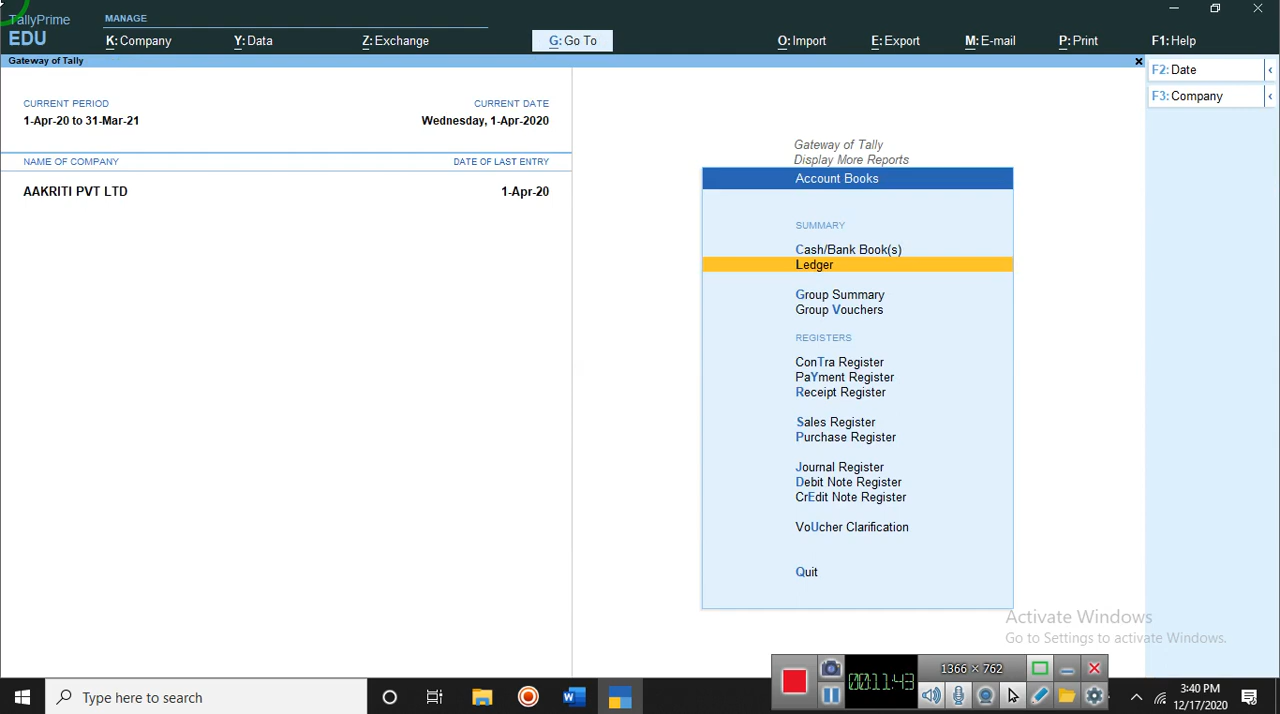 TallyPrime
EDU
MANAGE
K: Company
Y: Data
Z: Exchange
G: Go To
O: Import
E: Export
M: E-mail
P: Print
F1: Help
Gateway of Tally
F2: Date
F3: Company
CURRENT PERIOD
CURRENT DATE
1-Apr-20 to 31-Mar-21
Wednesday, 1-Apr-2020
NAME OF COMPANY
DATE OF LAST ENTRY
AAKRITI PVT LTD
1-Apr-20
Gateway of Tally
Display More Reports
Account Books
SUMMARY
Cash/Bank Book(s)
Ledger
Group Summary
Group Vouchers
REGISTERS
ConTra Register
PaYment Register
Receipt Register
Sales Register
Purchase Register
Journal Register
Debit Note Register
CrEdit Note Register
VoUcher Clarification
Quit
Activate Windows
Go to Settings to activate Windows.
1366 × 762
00:11:43
Type here to search
3:40 PM
12/17/2020